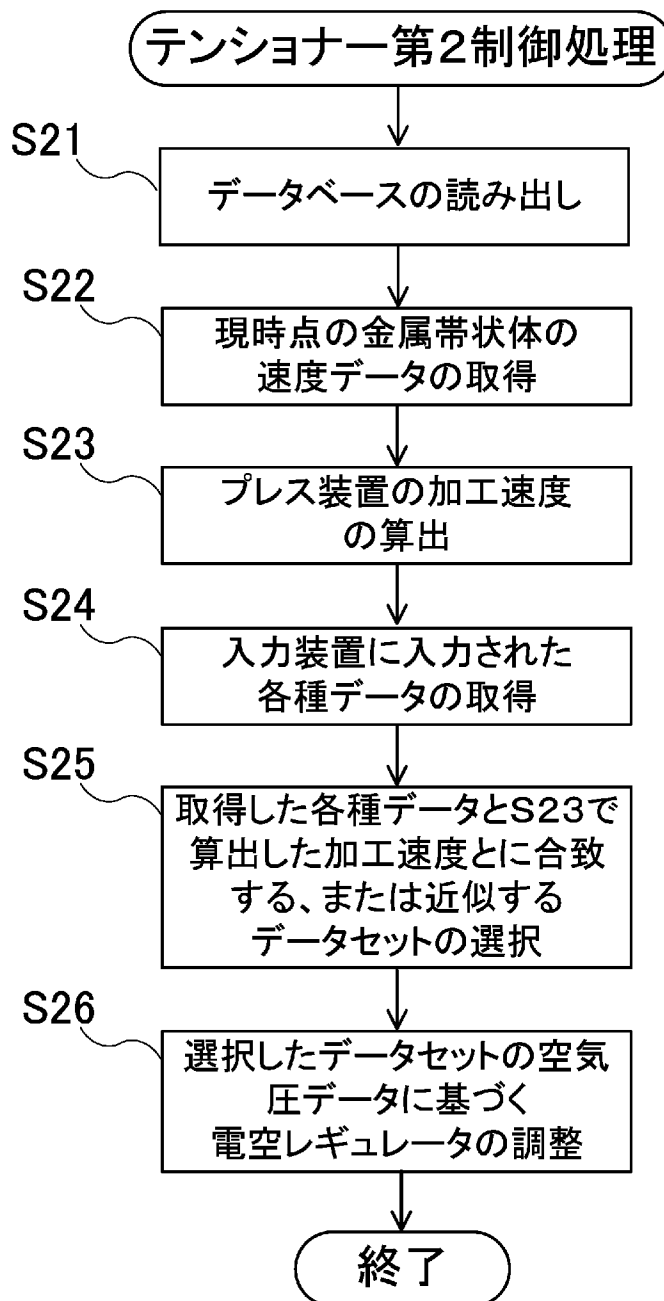 テンショナー第2制御処理
S21
データベースの読み出し
S22
現時点の金属帯状体の
速度データの取得
S23
プレス装置の加工速度
の算出
S24
入力装置に入力された
各種データの取得
S25
取得した各種データとS23で
算出した加工速度とに合致
する、または近似する
データセットの選択
S26
選択したデータセットの空気
圧データに基づく
電空レギュレータの調整
終了